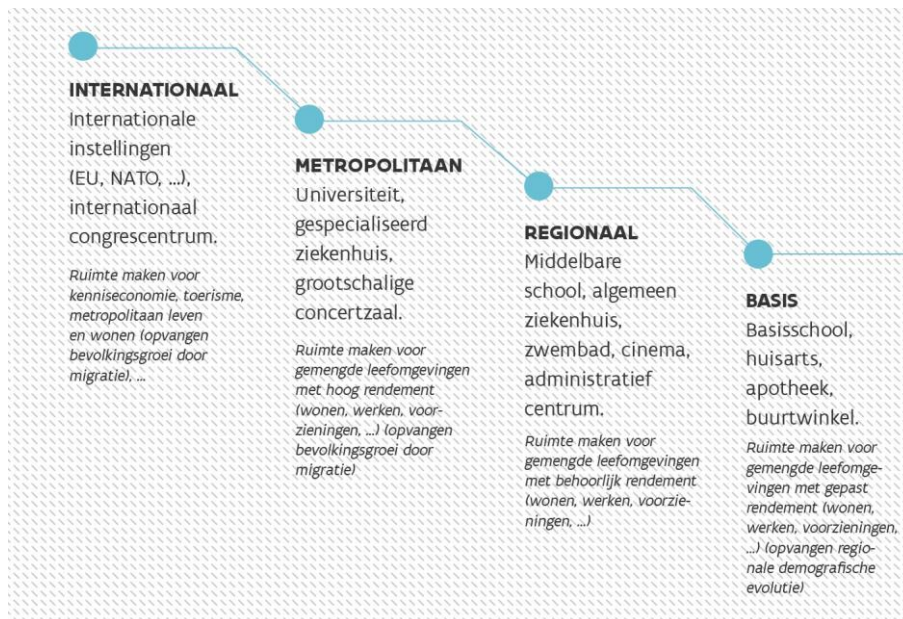 INTERNATIONAAL
Internationale
instellingen
(EU, NATO, ...),
internationaal
congrescentrum.
Ruimte maken voor
kenniseconomie, toerisme,
metropolitaan leven
en wonen (opvangen
bevolkingsgroei door
migratie), ...
METROPOLITAAN
Universiteit,
gespecialiseerd
ziekenhuis,
grootschalige
concertzaal.
Ruimte maken voor
gemengde leefomgevingen
met hoog rendement
(wonen, werken, voor-
zieningen, ...) (opvangen
bevolkingsgroei door
migratie)
REGIONAAL
Middelbare
school, algemeen
ziekenhuis,
zwembad, cinema,
administratief
centrum.
Ruimte maken voor
gemengde leefomgevingen
met behoorlijk rendement
(wonen, werken, voorzie-
ningen, ...)
BASIS
Basisschool,
huisarts,
apotheek,
buurtwinkel.
Ruimte maken voor
gemengde leefomge-
vingen met gepast
rendement (wonen,
werken, voorzieningen,
...) (opvangen regio-
nale demografische
evolutie)